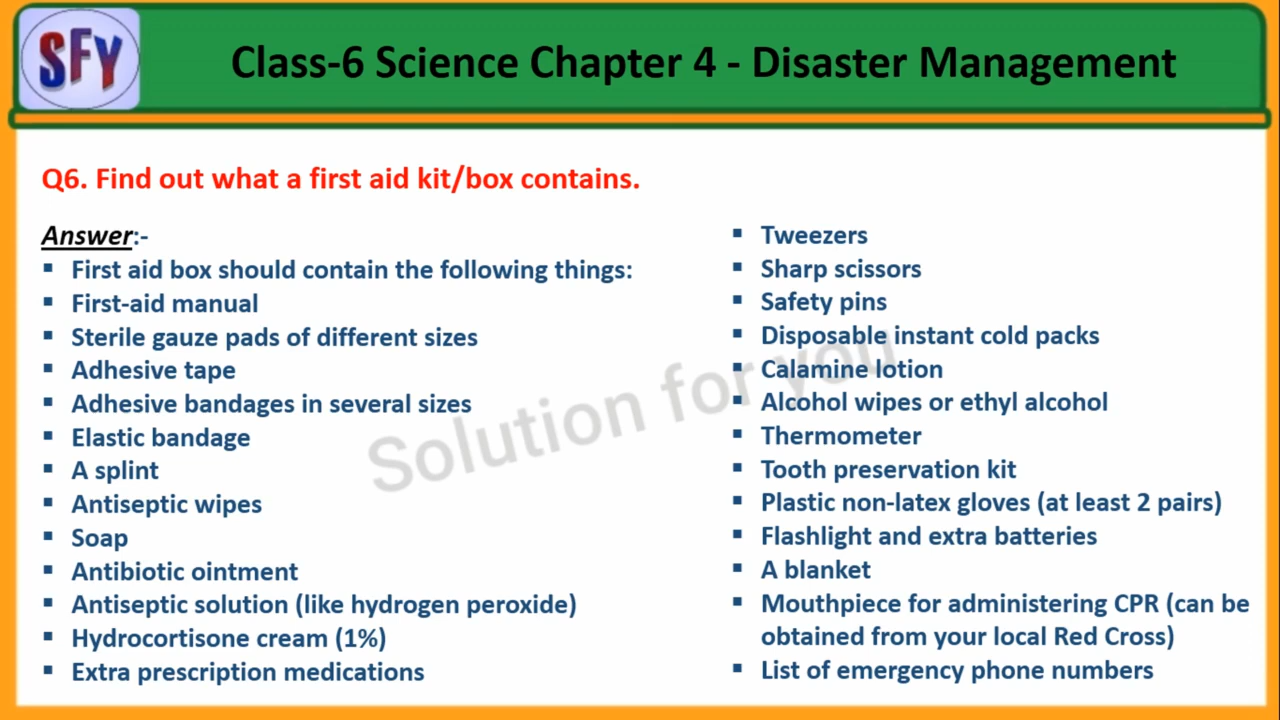 SFY
Class-6 Science Chapter 4 - Disaster Management
Q6. Find out what a first aid kit/box contains.
Answer:-
▪ First aid box should contain the following things:
▪ First-aid manual
▪ Sterile gauze pads of different sizes
▪ Adhesive tape
▪ Adhesive bandages in several sizes
▪ Elastic bandage
▪ A splint
▪ Antiseptic wipes
▪ Soap
▪ Antibiotic ointment
▪ Antiseptic solution (like hydrogen peroxide)
▪ Hydrocortisone cream (1%)
▪ Extra prescription medications
▪ Tweezers
▪ Sharp scissors
▪ Safety pins
▪ Disposable instant cold packs
▪ Calamine lotion
▪ Alcohol wipes or ethyl alcohol
▪ Thermometer
▪ Tooth preservation kit
▪ Plastic non-latex gloves (at least 2 pairs)
▪ Flashlight and extra batteries
▪ A blanket
▪ Mouthpiece for administering CPR (can be
obtained from your local Red Cross)
▪ List of emergency phone numbers
Solution for you